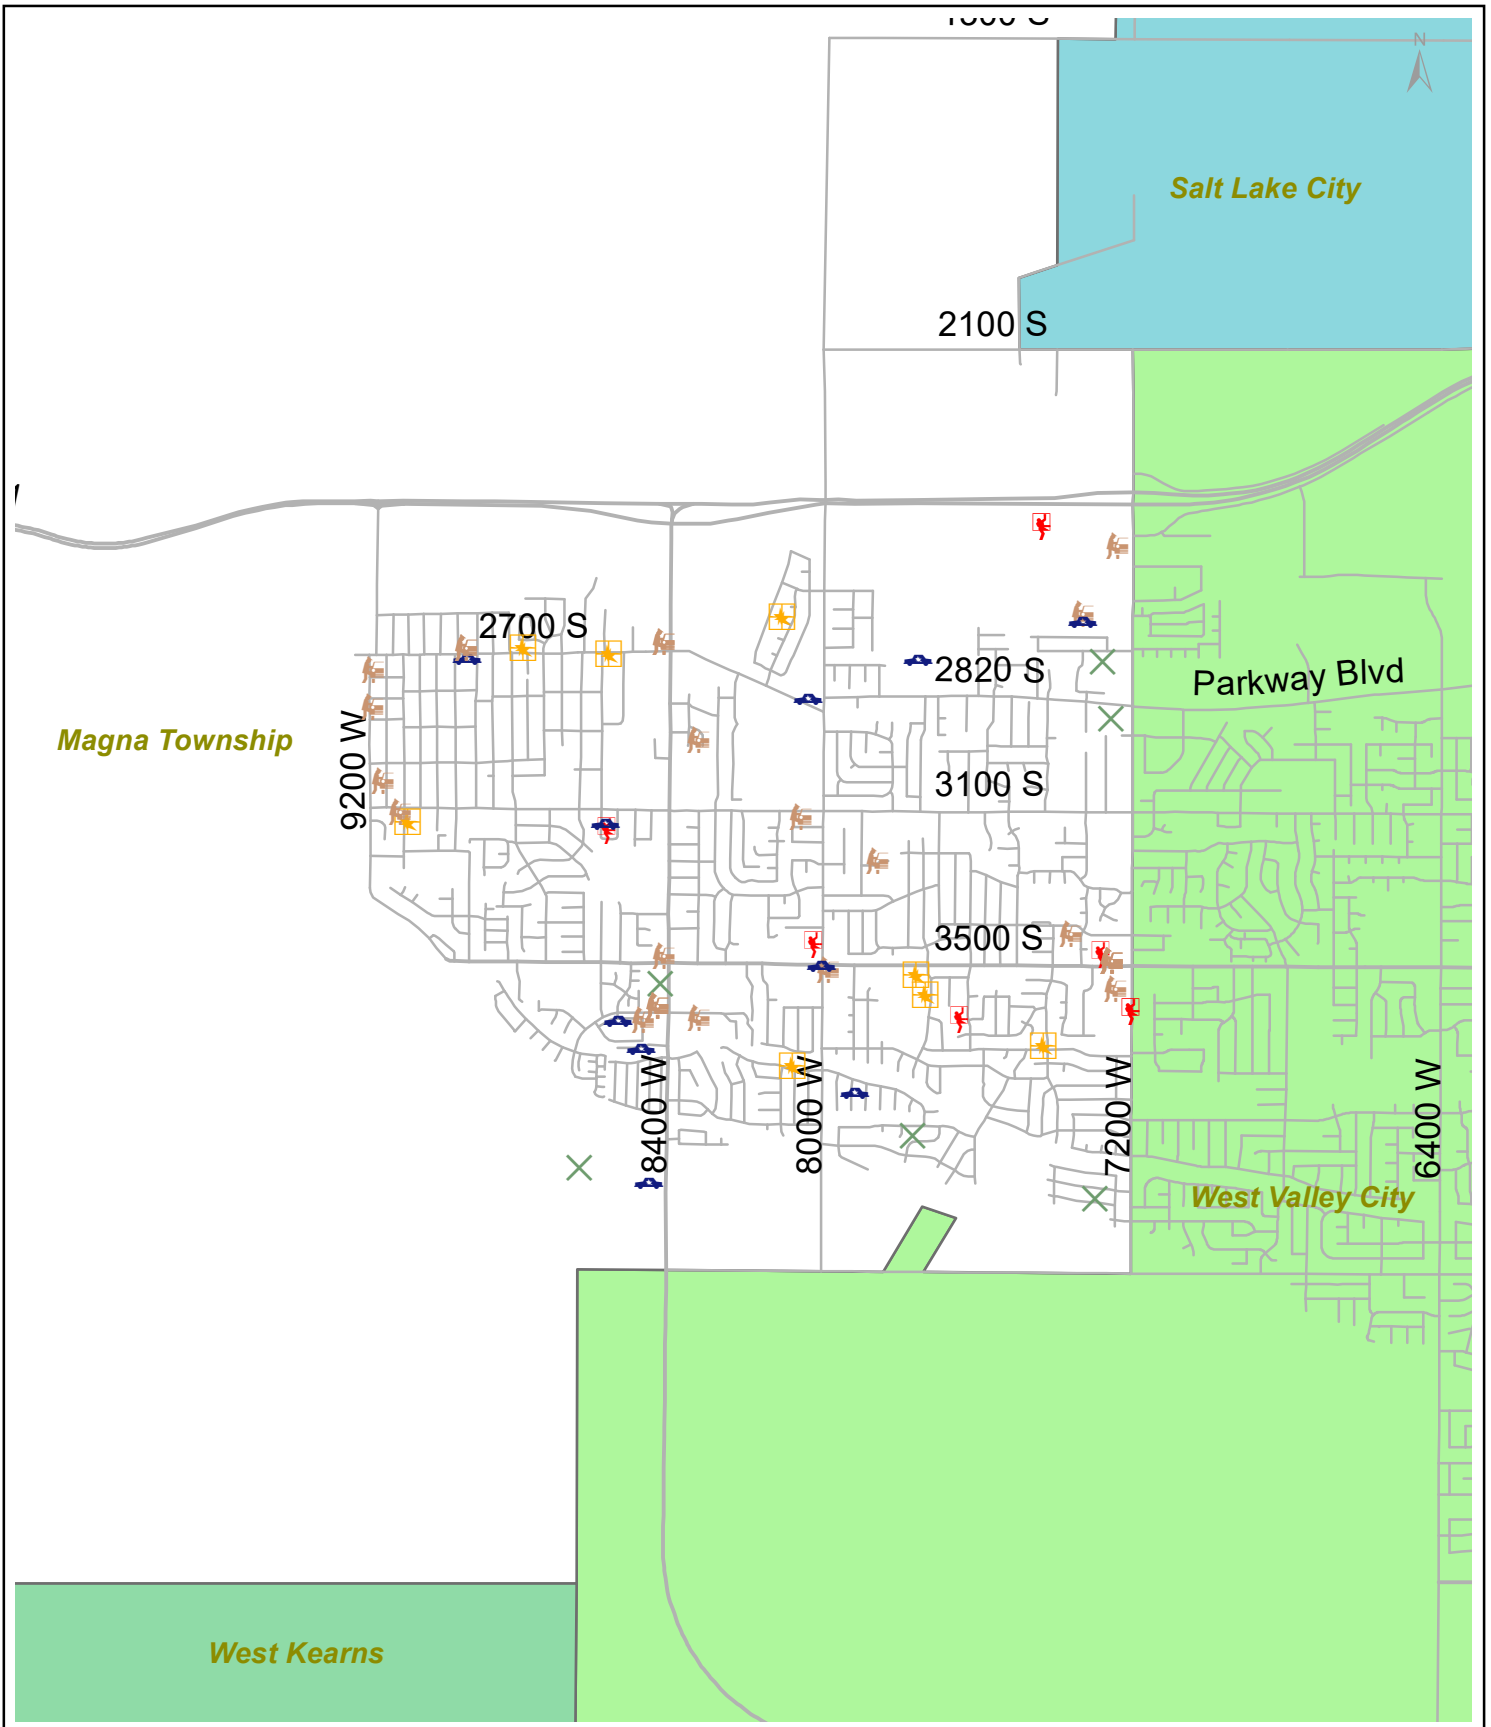 N
Salt Lake City
2100 S
2700 S
2820 S
Parkway Blvd
Magna Township
9200 W
3100 S
3500 S
8400 W
8000 W
7200 W
6400 W
West Valley City
West Kearns